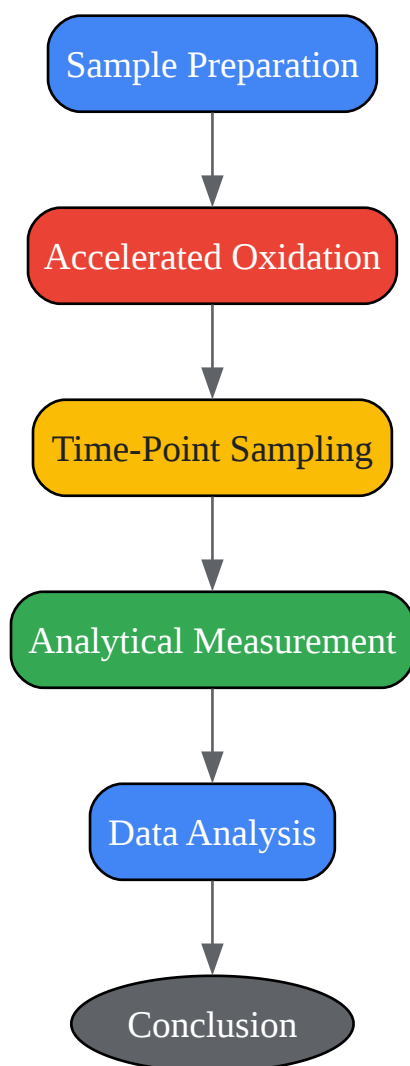 Sample Preparation
Accelerated Oxidation
Time-Point Sampling
Analytical Measurement
Data Analysis
Conclusion